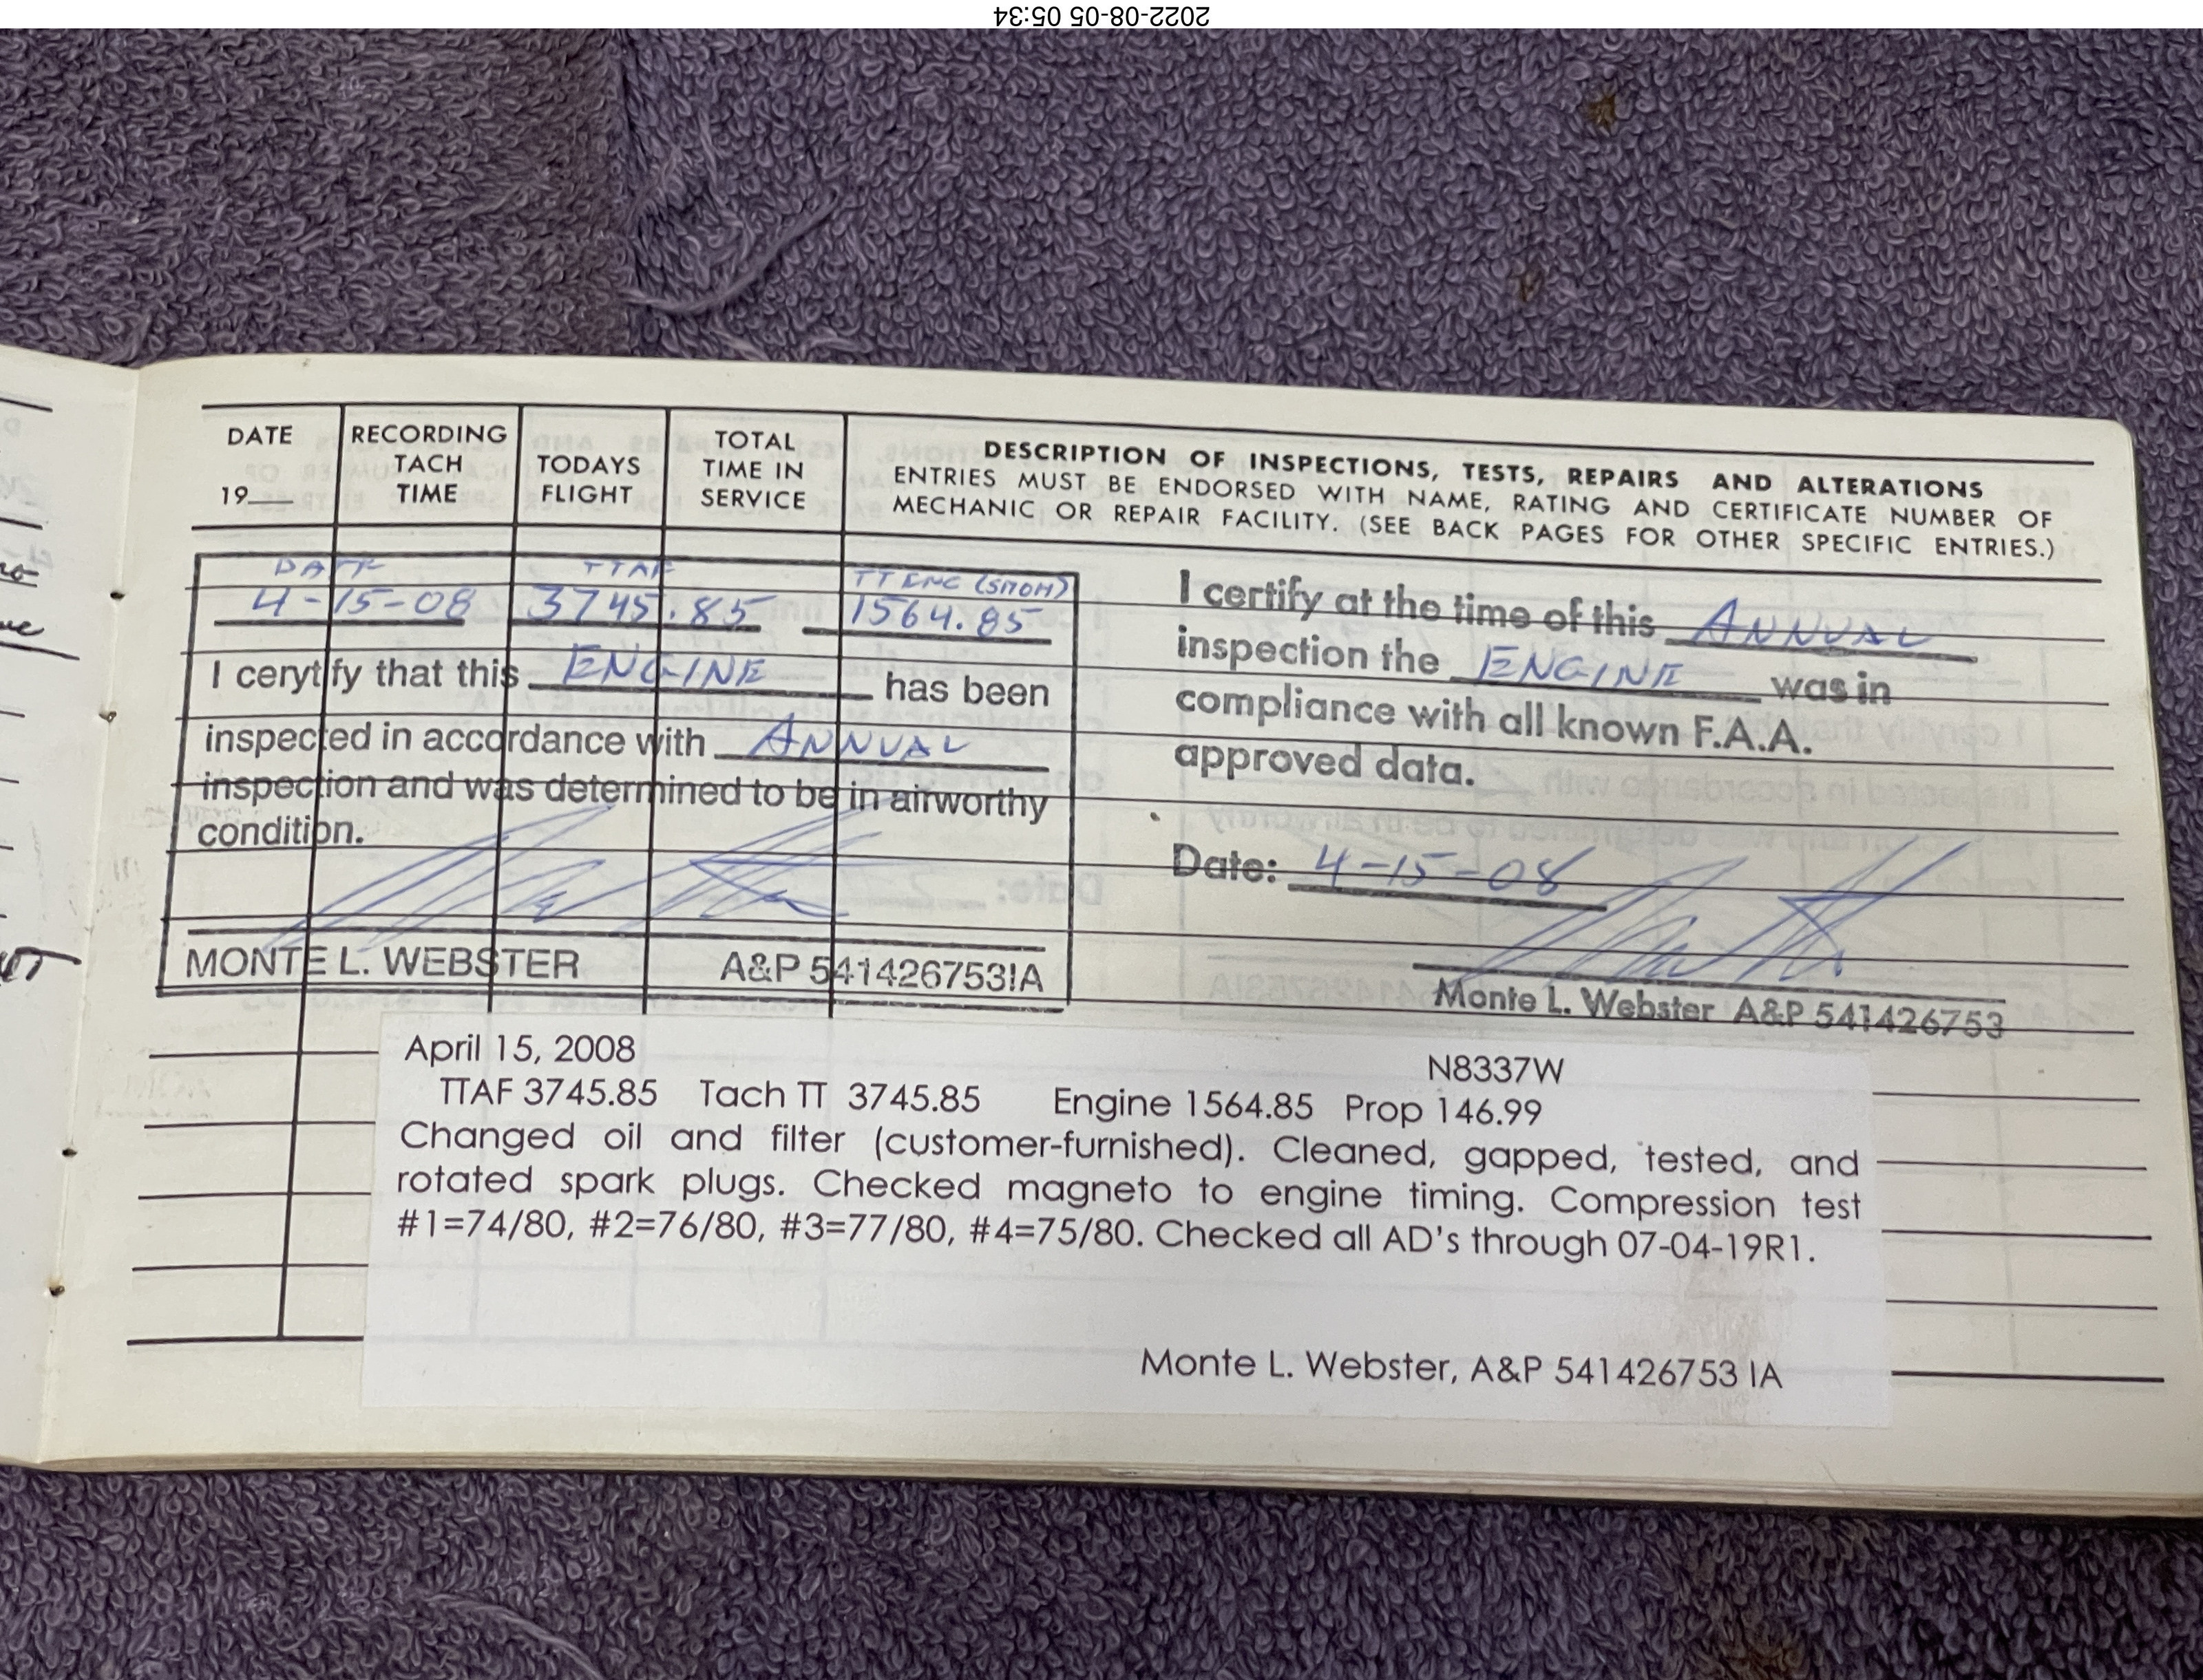 2022-08-05 05:34
DATE
19
RECORDING
TACH
TIME
TODAYS
FLIGHT
TOTAL
TIME IN
SERVICE
DESCRIPTION OF INSPECTIONS, TESTS, REPAIRS AND ALTERATIONS
ENTRIES MUST BE ENDORSED WITH NAME, RATING AND CERTIFICATE NUMBER OF
MECHANIC OR REPAIR FACILITY. (SEE BACK PAGES FOR OTHER SPECIFIC ENTRIES.)
DATE TTAF TT ENG (SMOH)
4-15-08 3745.85 1564.85
I cerytify that this ENGINE has been
inspected in accordance with ANNUAL
inspection and was determined to be in airworthy
condition.
MONTE L. WEBSTER A&P 541426753IA
I certify at the time of this ANNUAL
inspection the ENGINE was in
compliance with all known F.A.A.
approved data.
Date: 4-15-08
Monte L. Webster A&P 541426753
April 15, 2008 N8337W
TTAF 3745.85 Tach TT 3745.85 Engine 1564.85 Prop 146.99
Changed oil and filter (customer-furnished). Cleaned, gapped, tested, and
rotated spark plugs. Checked magneto to engine timing. Compression test
#1=74/80, #2=76/80, #3=77/80, #4=75/80. Checked all AD's through 07-04-19R1.
Monte L. Webster, A&P 541426753 IA